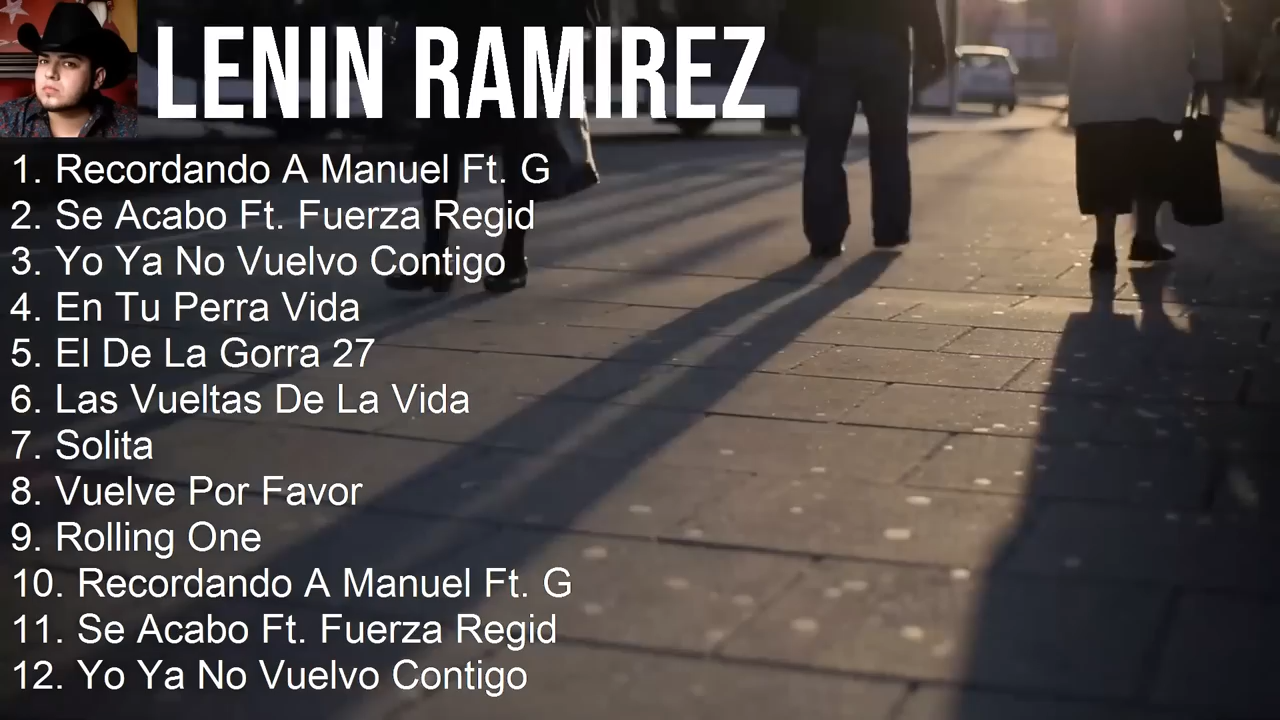 LENIN RAMIREZ
1. Recordando A Manuel Ft. G
2. Se Acabo Ft. Fuerza Regid
3. Yo Ya No Vuelvo Contigo
4. En Tu Perra Vida
5. El De La Gorra 27
6. Las Vueltas De La Vida
7. Solita
8. Vuelve Por Favor
9. Rolling One
10. Recordando A Manuel Ft. G
11. Se Acabo Ft. Fuerza Regid
12. Yo Ya No Vuelvo Contigo